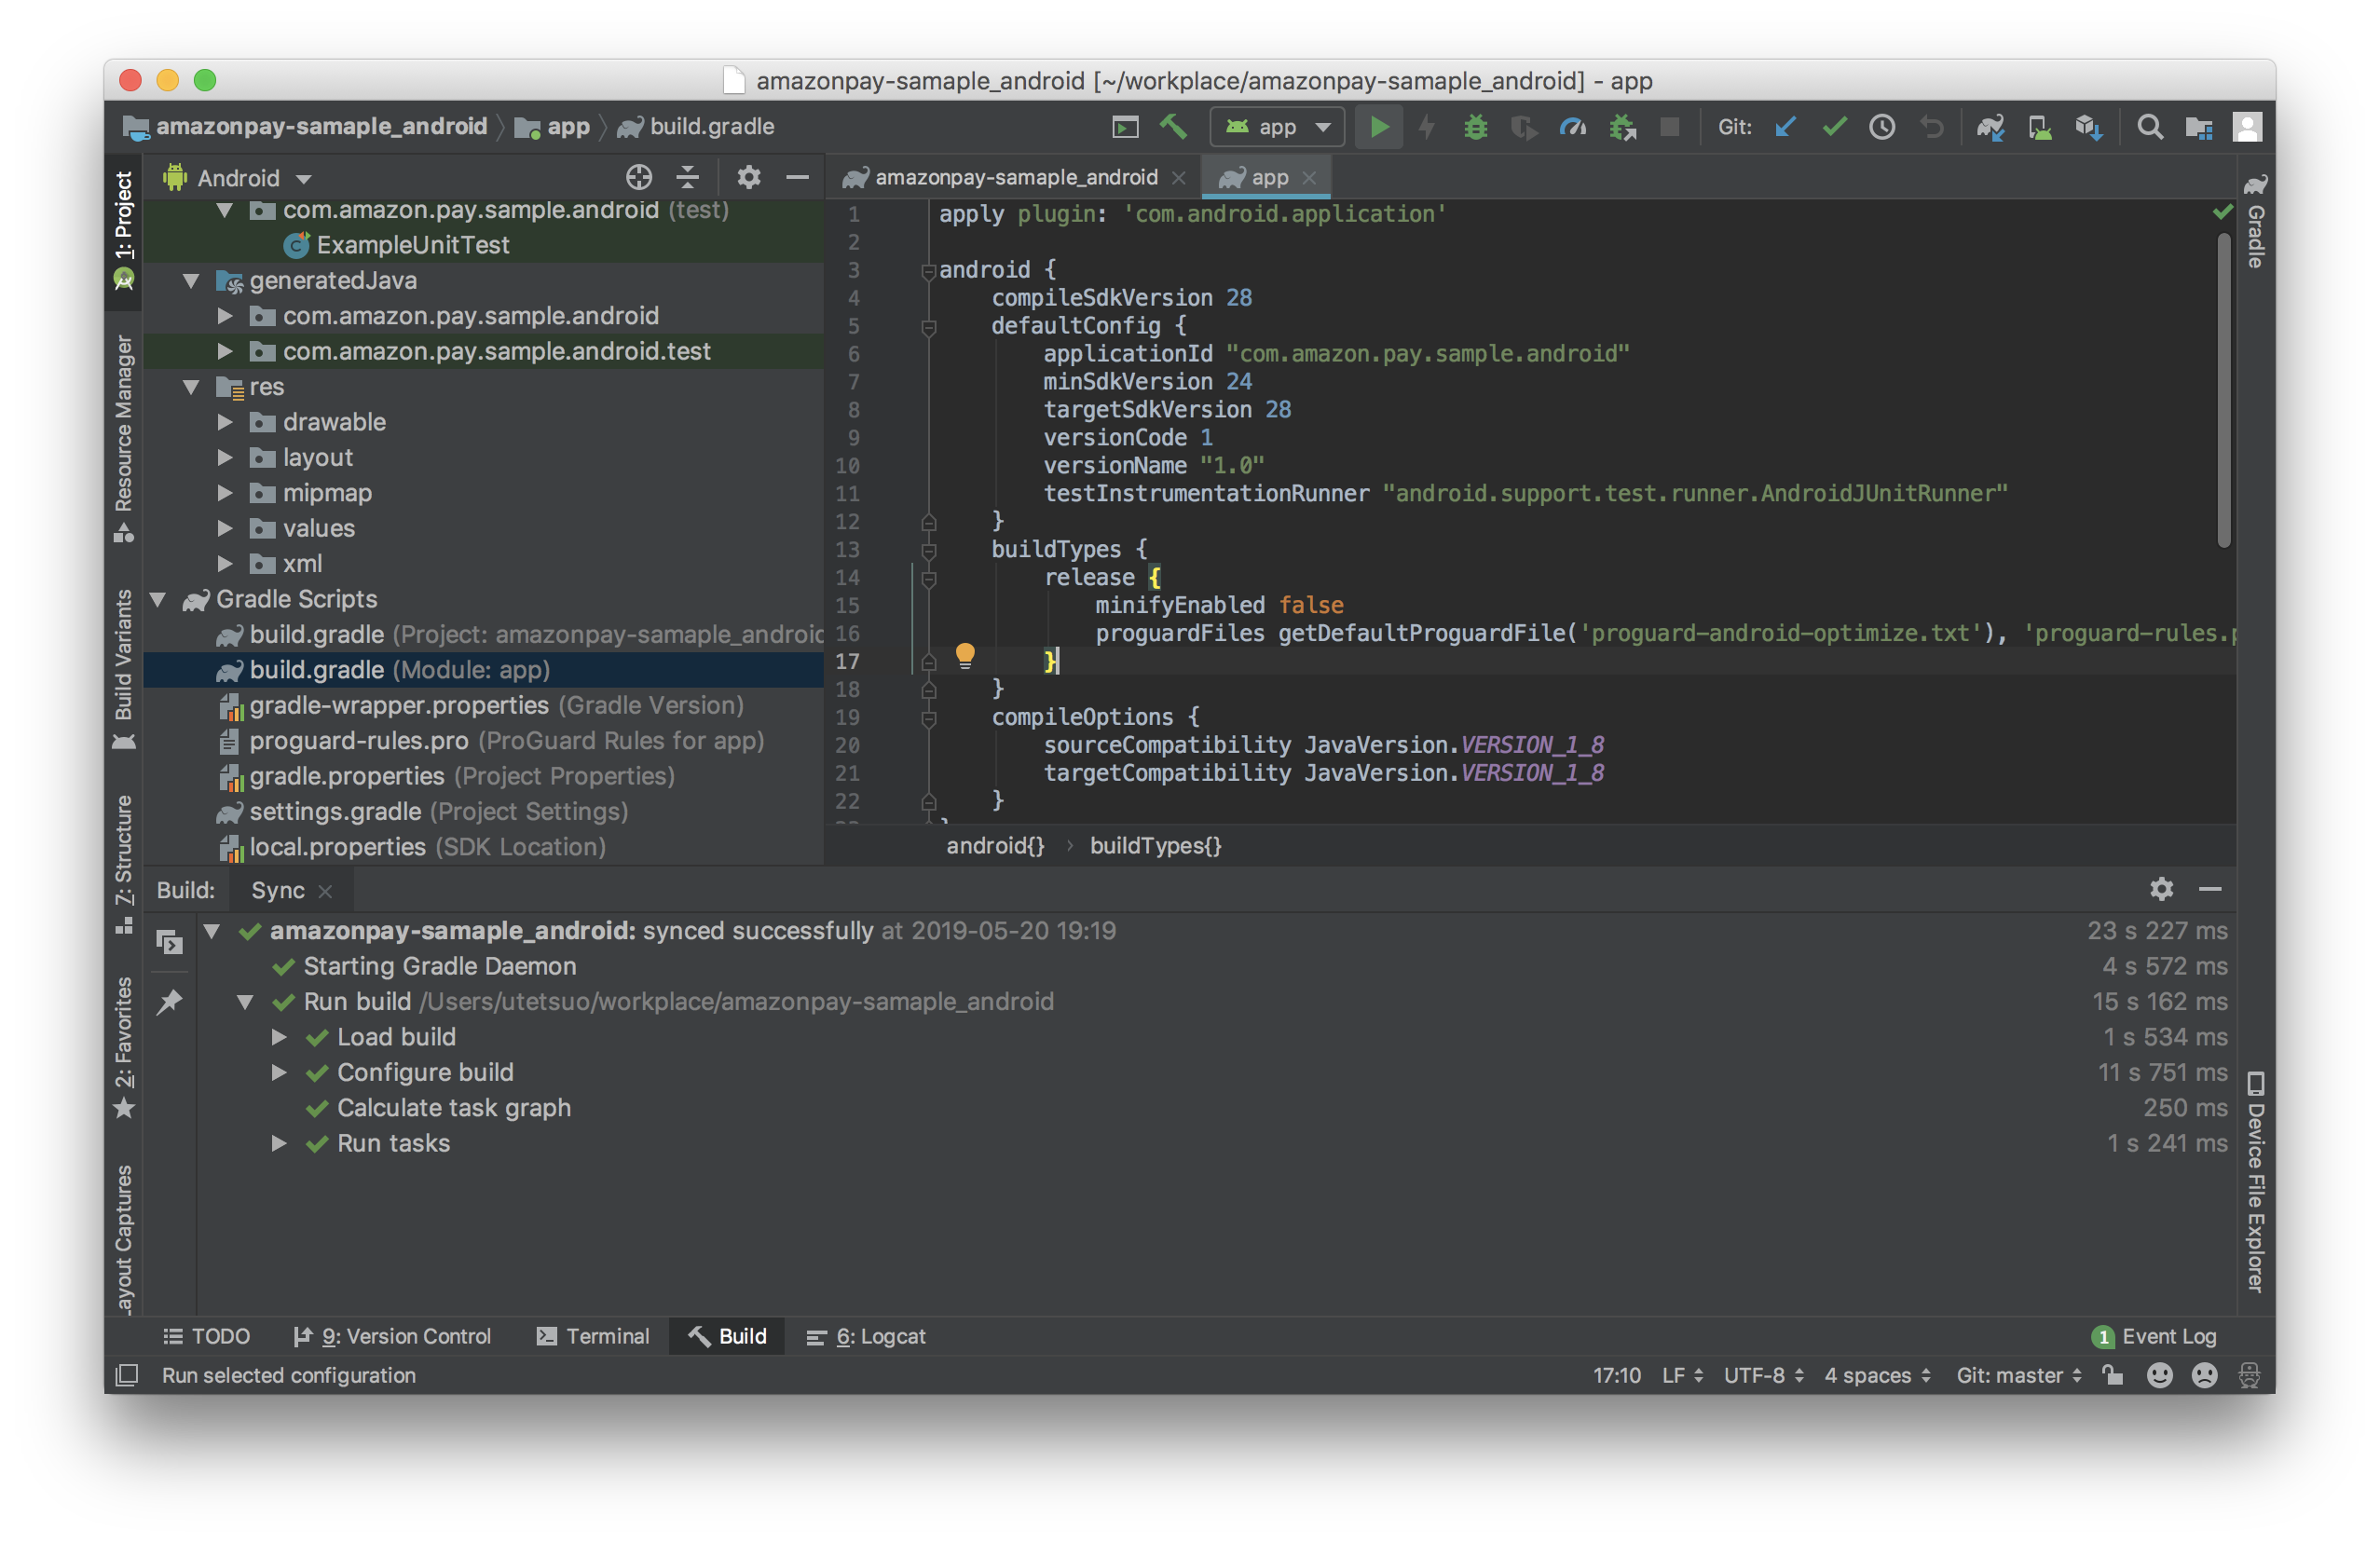 amazonpay-samaple_android [~/workplace/amazonpay-samaple_android] - app
amazonpay-samaple_android app build.gradle
app Git:
1: Project
Resource Manager
Build Variants
7: Structure
2: Favorites
Layout Captures
Android
com.amazon.pay.sample.android (test)
ExampleUnitTest
generatedJava
com.amazon.pay.sample.android
com.amazon.pay.sample.android.test
res
drawable
layout
mipmap
values
xml
Gradle Scripts
build.gradle (Project: amazonpay-samaple_android
build.gradle (Module: app)
gradle-wrapper.properties (Gradle Version)
proguard-rules.pro (ProGuard Rules for app)
gradle.properties (Project Properties)
settings.gradle (Project Settings)
local.properties (SDK Location)
amazonpay-samaple_android app
1 apply plugin: 'com.android.application'
2
3 android {
4 compileSdkVersion 28
5 defaultConfig {
6 applicationId "com.amazon.pay.sample.android"
7 minSdkVersion 24
8 targetSdkVersion 28
9 versionCode 1
10 versionName "1.0"
11 testInstrumentationRunner "android.support.test.runner.AndroidJUnitRunner"
12 }
13 buildTypes {
14 release {
15 minifyEnabled false
16 proguardFiles getDefaultProguardFile('proguard-android-optimize.txt'), 'proguard-rules.p
17 }
18 }
19 compileOptions {
20 sourceCompatibility JavaVersion.VERSION_1_8
21 targetCompatibility JavaVersion.VERSION_1_8
22 }
android{} › buildTypes{}
Gradle
Device File Explorer
Build: Sync
amazonpay-samaple_android: synced successfully at 2019-05-20 19:19 23 s 227 ms
Starting Gradle Daemon 4 s 572 ms
Run build /Users/utetsuo/workplace/amazonpay-samaple_android 15 s 162 ms
Load build 1 s 534 ms
Configure build 11 s 751 ms
Calculate task graph 250 ms
Run tasks 1 s 241 ms
TODO 9: Version Control Terminal Build 6: Logcat 1 Event Log
Run selected configuration 17:10 LF UTF-8 4 spaces Git: master